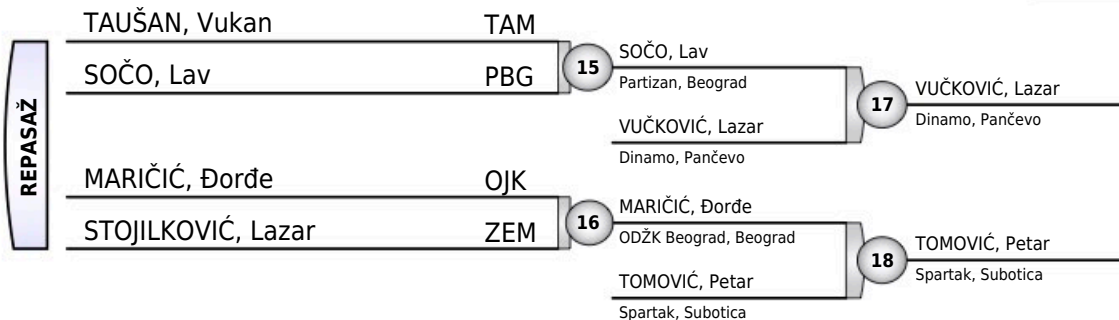 REPASAŽ
TAUŠAN, Vukan TAM
SOČO, Lav PBG
15
SOČO, Lav
Partizan, Beograd
VUČKOVIĆ, Lazar
Dinamo, Pančevo
17
VUČKOVIĆ, Lazar
Dinamo, Pančevo
MARIČIĆ, Đorđe OJK
STOJILKOVIĆ, Lazar ZEM
16
MARIČIĆ, Đorđe
ODŽK Beograd, Beograd
TOMOVIĆ, Petar
Spartak, Subotica
18
TOMOVIĆ, Petar
Spartak, Subotica